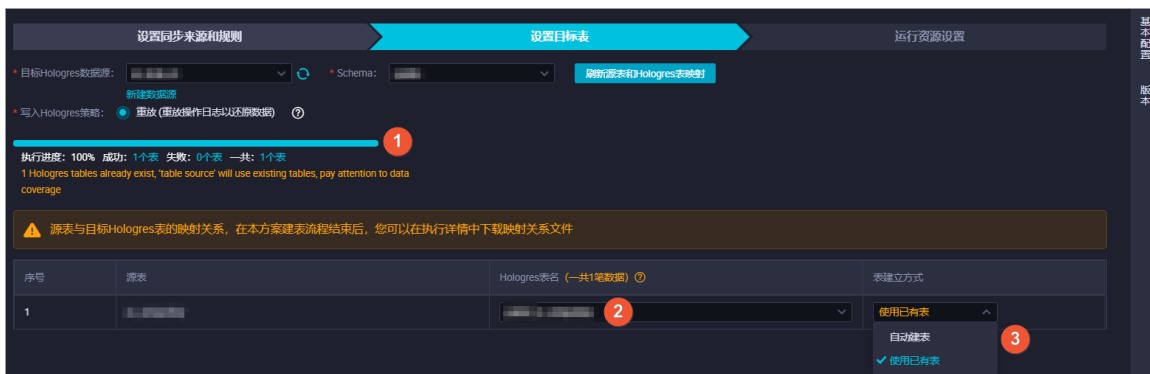 设置同步来源和规则
设置目标表
运行资源设置
基本配置
版本
* 目标Hologres数据源:
* Schema:
刷新源表和Hologres表映射
新建数据源
* 写入Hologres策略: 重放 (重放操作日志以还原数据)
1
执行进度: 100% 成功: 1个表 失败: 0个表 一共: 1个表
1 Hologres tables already exist, 'table source' will use existing tables, pay attention to data
coverage
源表与目标Hologres表的映射关系，在本方案建表流程结束后，您可以在执行详情中下载映射关系文件
序号 源表 Hologres表名 (一共1笔数据) 表建立方式
1 2 使用已有表
自动建表 3
使用已有表